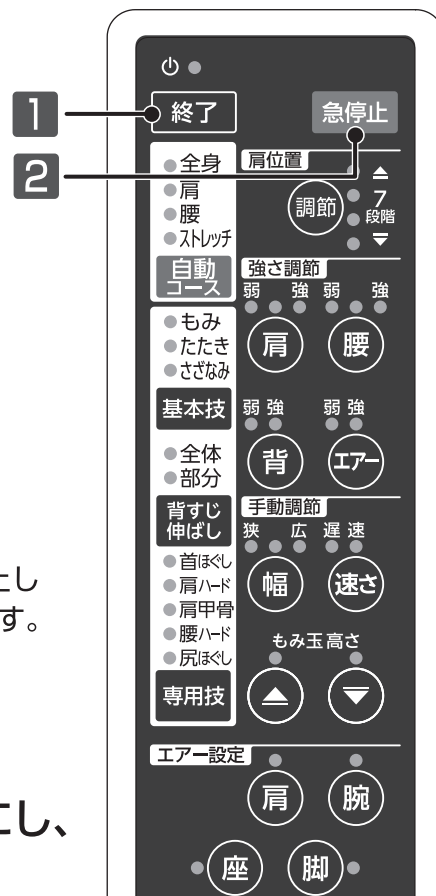 1
終了
急停止
2
全身
肩
腰
ストレッチ
自動
コース
肩位置
調節
7
段階
強さ調節
弱 強 弱 強
肩
腰
もみ
たたき
さざなみ
基本技
弱 強 弱 強
背
エアー
全体
部分
背すじ
伸ばし
手動調節
狭 広 遅 速
幅
速さ
首ほぐし
肩ハード
肩甲骨
腰ハード
尻ほぐし
専用技
もみ玉高さ
エアー設定
肩
腕
座
脚
し
す。
にし、